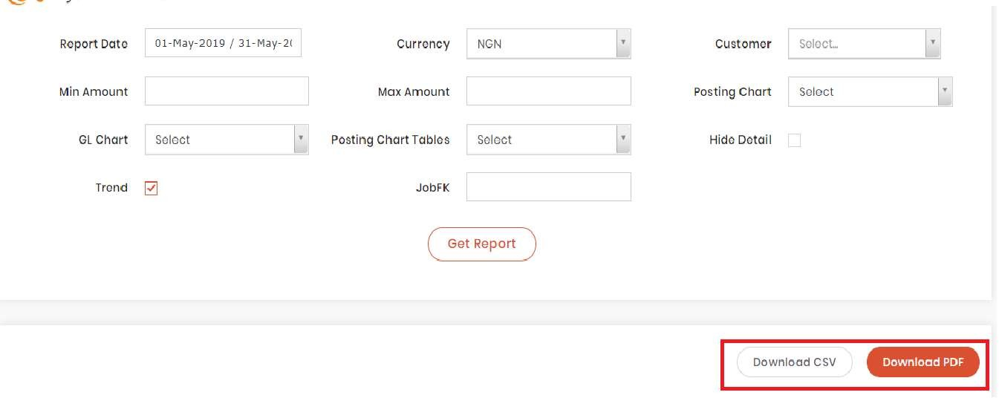 Report Date 01-May-2019 / 31-May-20 Currency NGN Customer Select...
Min Amount Max Amount Posting Chart Select
GL Chart Select Posting Chart Tables Select Hide Detail
Trend JobFK
Get Report
Download CSV Download PDF